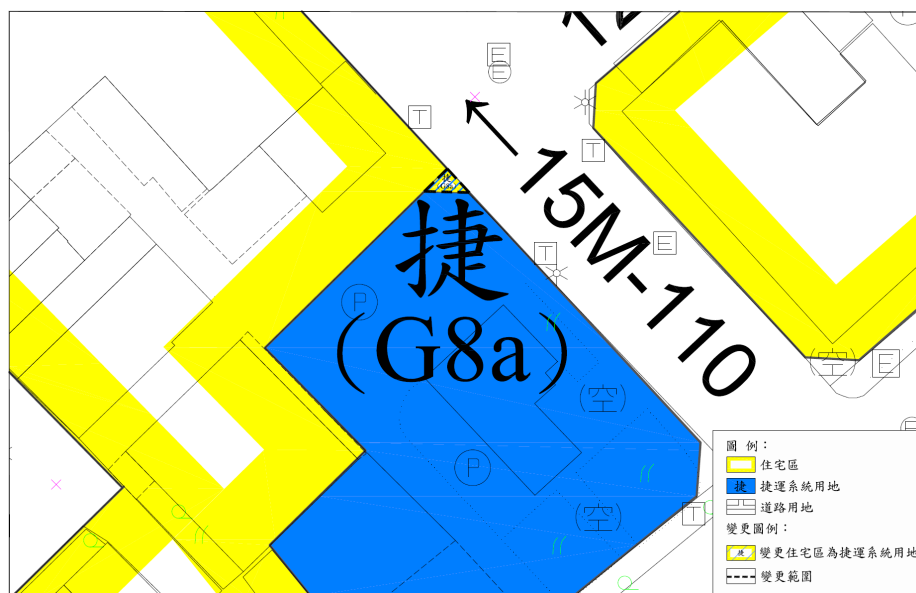 E
E
T
T
捷
(G8a)
捷
(G8a)
P
15M-110
E
T
(空)
E
(空)
P
(空)
T
圖 例：
住宅區
捷 捷運系統用地
道路用地
變更圖例：
捷 變更住宅區為捷運系統用地
變更範圍